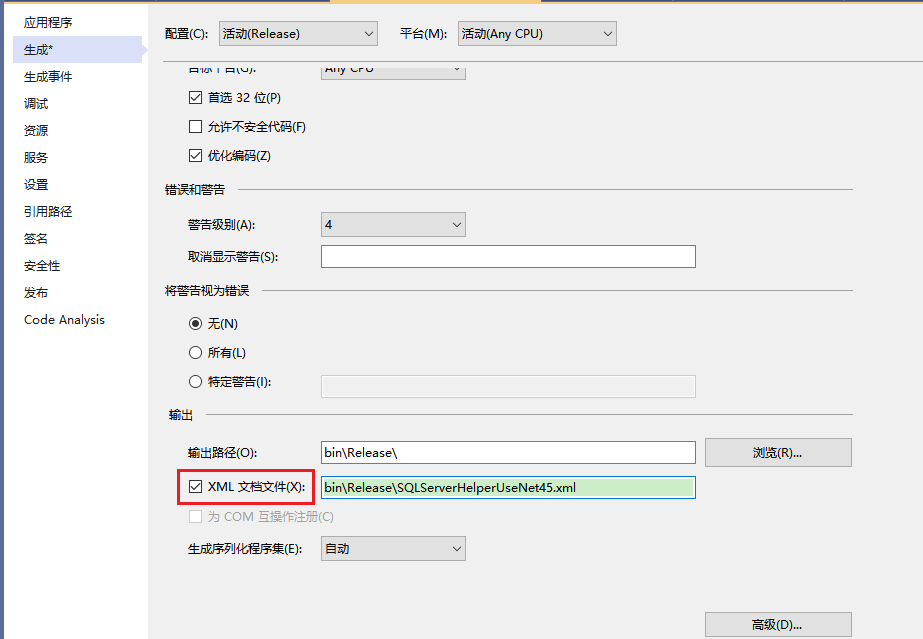 应用程序
生成*
生成事件
调试
资源
服务
设置
引用路径
签名
安全性
发布
Code Analysis
配置(C): 活动(Release) 平台(M): 活动(Any CPU)
目标平台(G): Any CPU
首选 32 位(P)
允许不安全代码(F)
优化编码(Z)
错误和警告
警告级别(A): 4
取消显示警告(S):
将警告视为错误
无(N)
所有(L)
特定警告(I):
输出
输出路径(O): bin\Release\ 浏览(R)...
XML 文档文件(X): bin\Release\SQLServerHelperUseNet45.xml
为 COM 互操作注册(C)
生成序列化程序集(E): 自动
高级(D)...